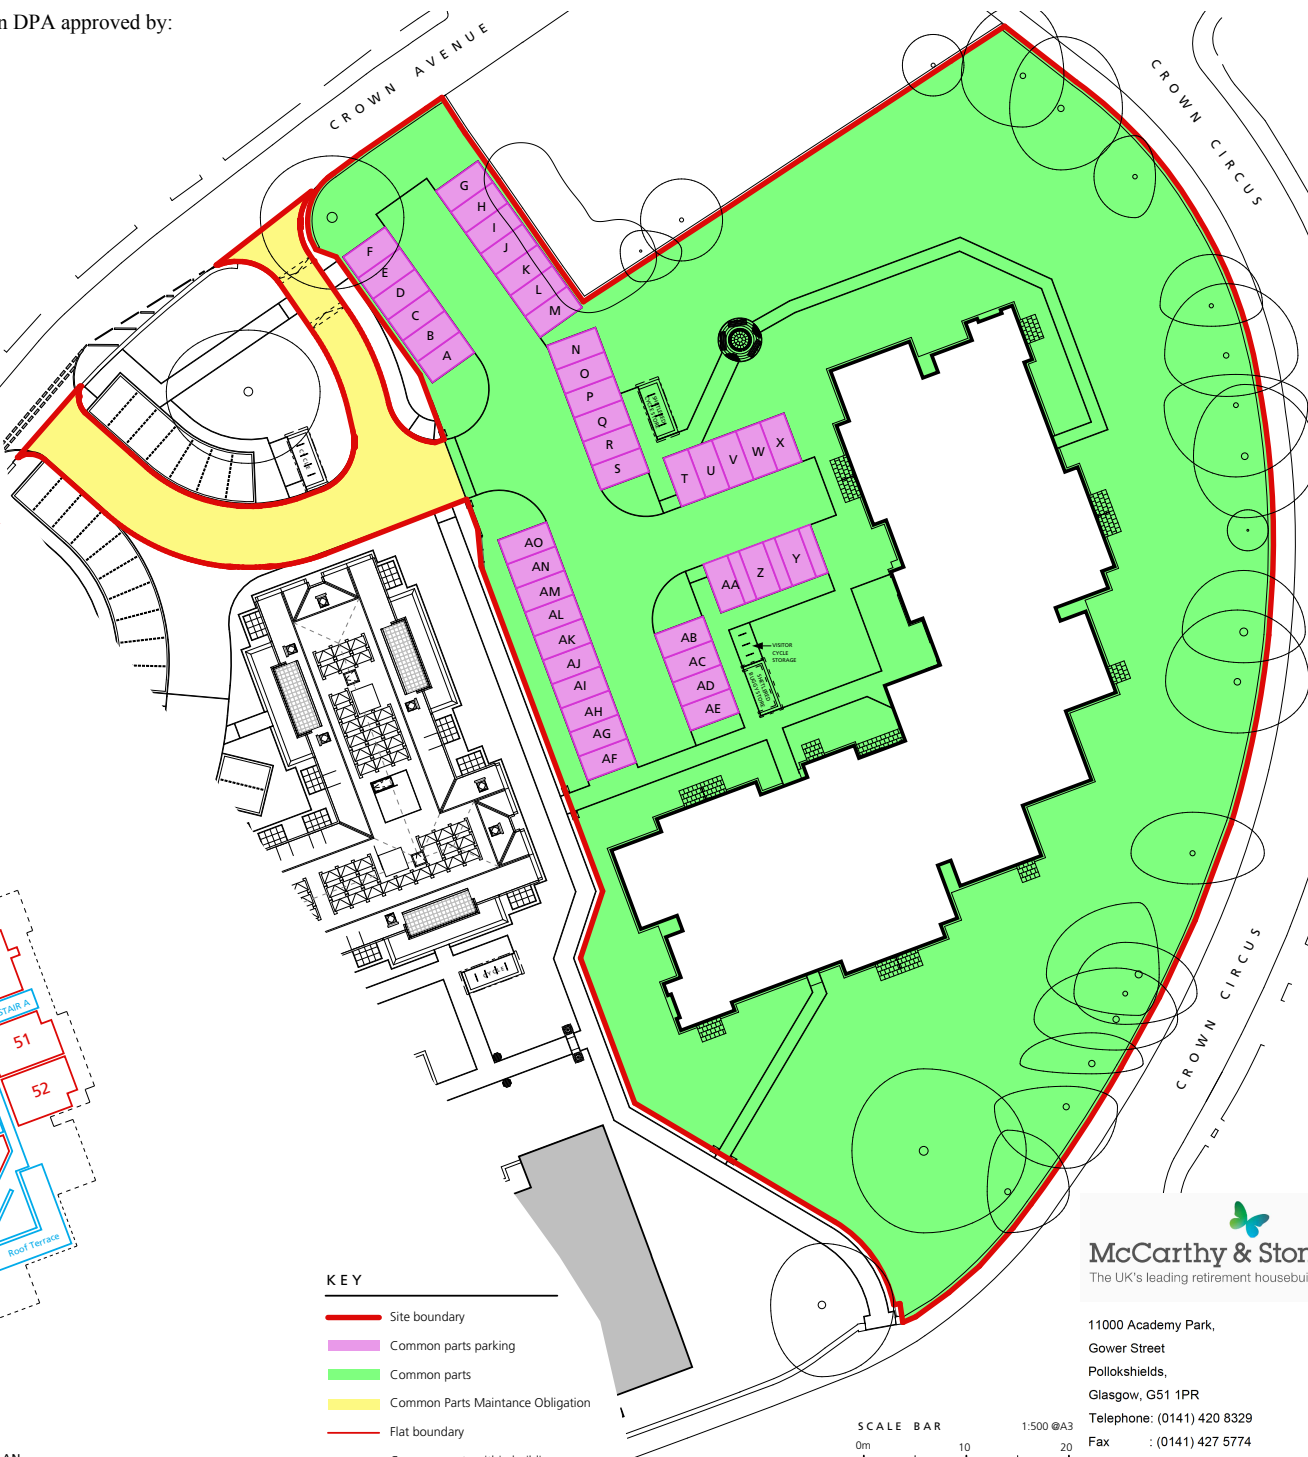 n DPA approved by:
CROWN AVENUE
CROWN CIRCUS
G
H
I
J
K
L
M
F
E
D
C
B
A
N
O
P
Q
R
S
T U V W X
AO
AN
AM
AL
AK
AJ
AI
AH
AG
AF
AA Z Y
AB
AC
AD
AE
VISITOR
CYCLE
STORAGE
CYCLE
CROWN CIRCUS
STAIR A
51
52
Roof Terrace
KEY
Site boundary
Common parts parking
Common parts
Common Parts Maintance Obligation
Flat boundary
McCarthy & Ston
The UK's leading retirement housebui
11000 Academy Park,
Gower Street
Pollokshields,
Glasgow, G51 1PR
Telephone: (0141) 420 8329
Fax : (0141) 427 5774
SCALE BAR 1:500 @A3
0m 10 20